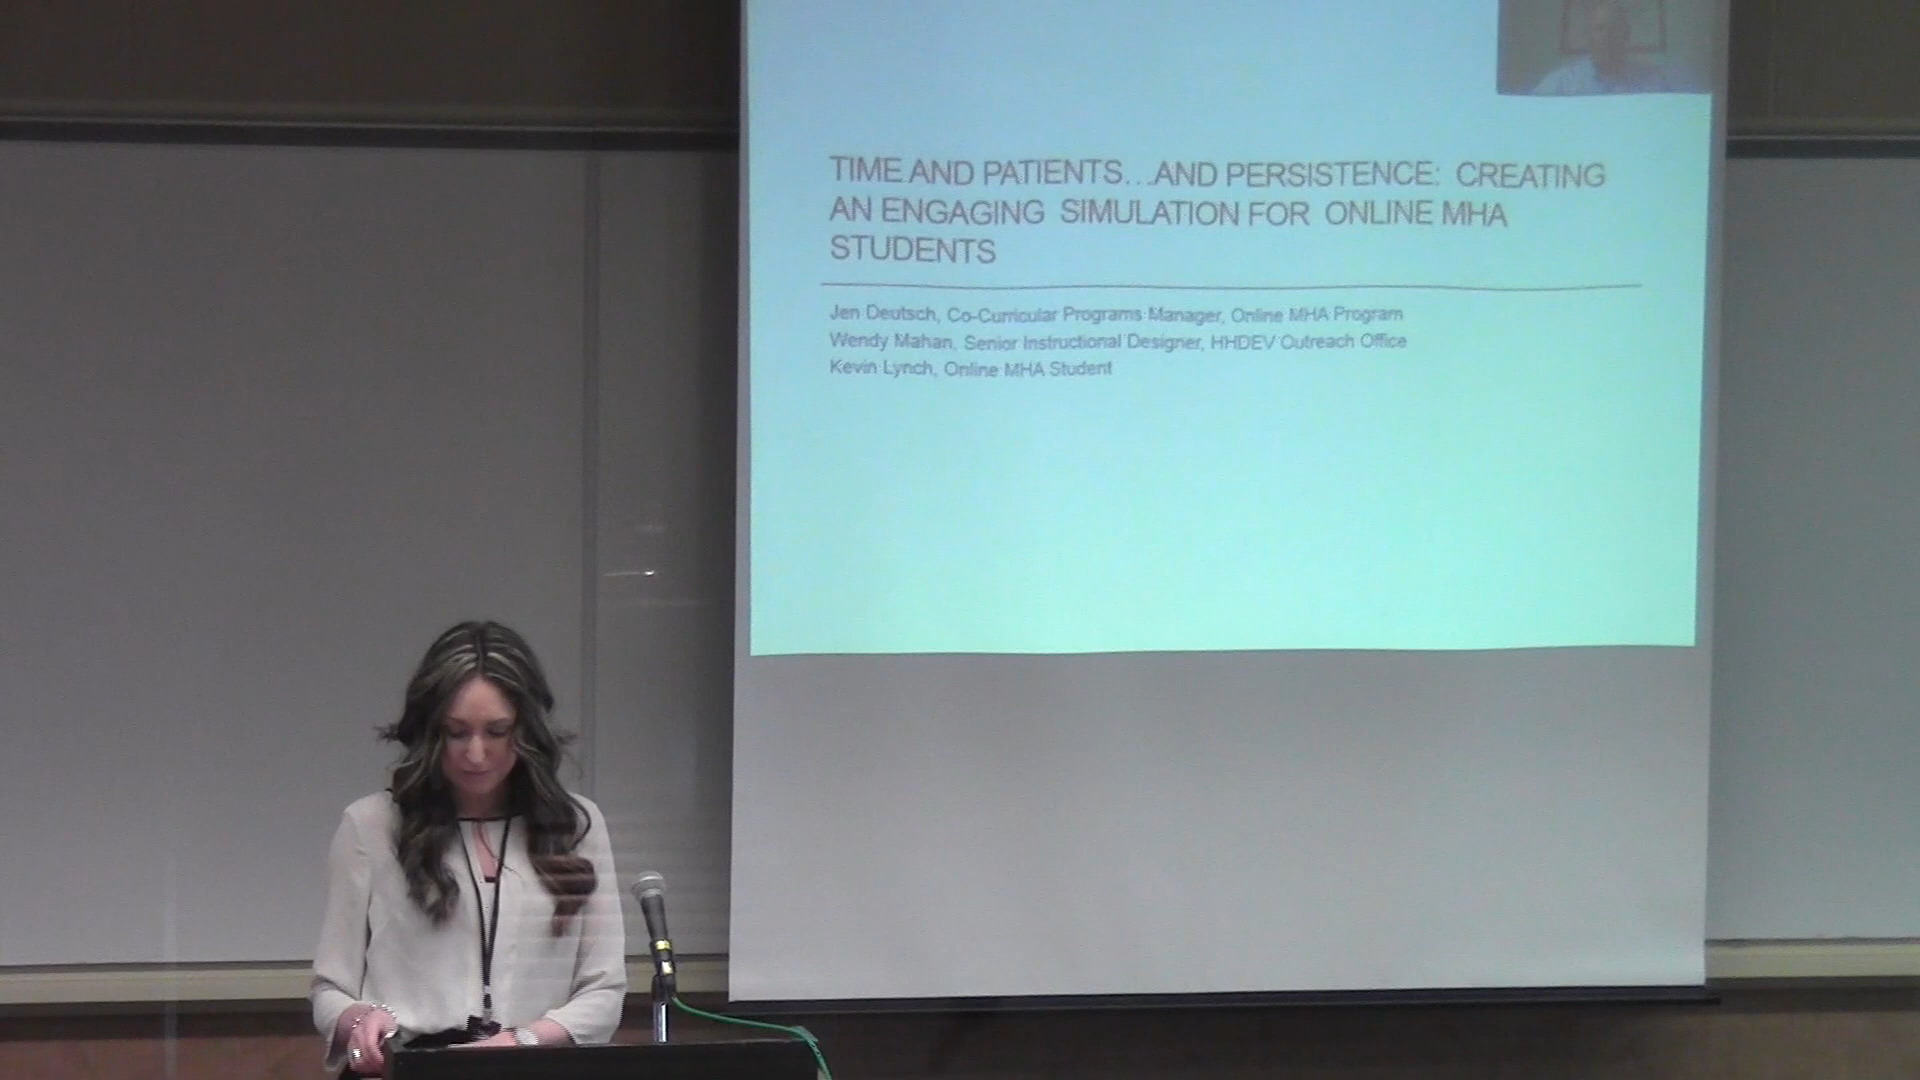 TIME AND PATIENTS...AND PERSISTENCE: CREATING
AN ENGAGING SIMULATION FOR ONLINE MHA
STUDENTS
Jen Deutsch, Co-Curricular Programs Manager, Online MHA Program
Wendy Mahan, Senior Instructional Designer, HHDEV Outreach Office
Kevin Lynch, Online MHA Student